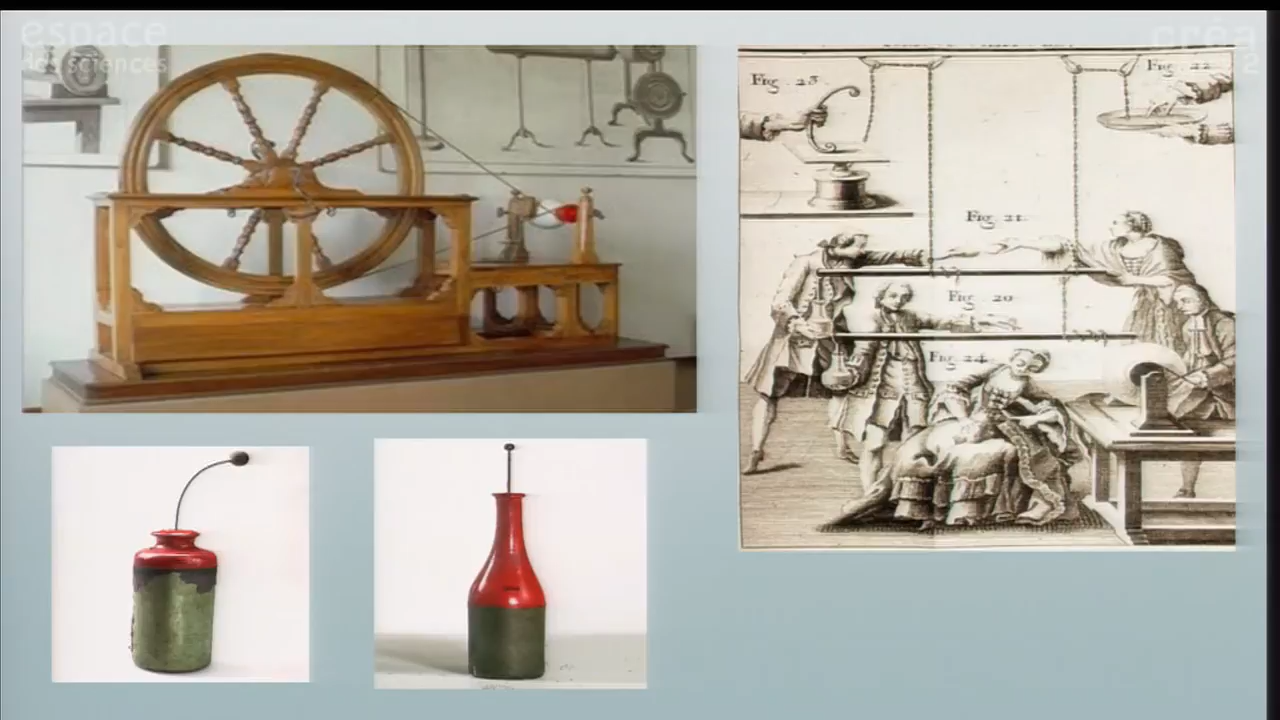 espace
des sciences
créa
Fig. 23.
Fig. 22.
Fig. 21.
Fig. 20.
Fig. 24.